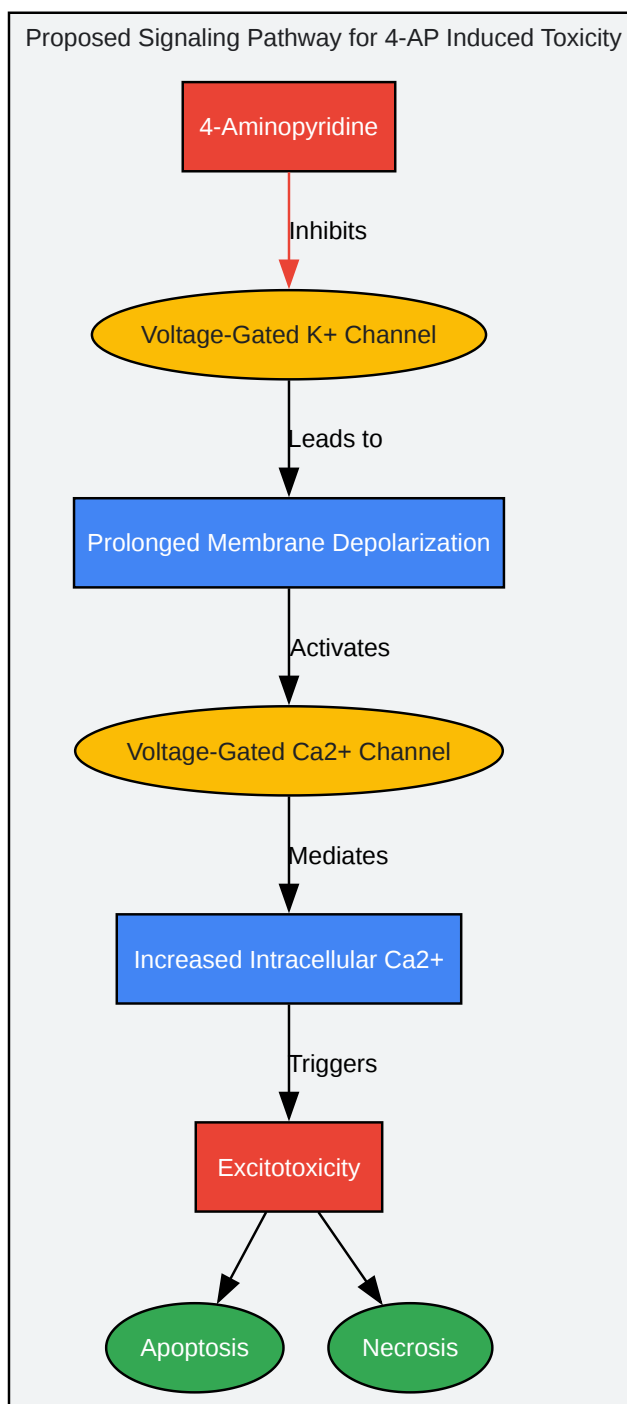 Proposed Signaling Pathway for 4-AP Induced Toxicity
4-Aminopyridine
Inhibits
Voltage-Gated K+ Channel
Leads to
Prolonged Membrane Depolarization
Activates
Voltage-Gated Ca2+ Channel
Mediates
Increased Intracellular Ca2+
Triggers
Excitotoxicity
Apoptosis
Necrosis